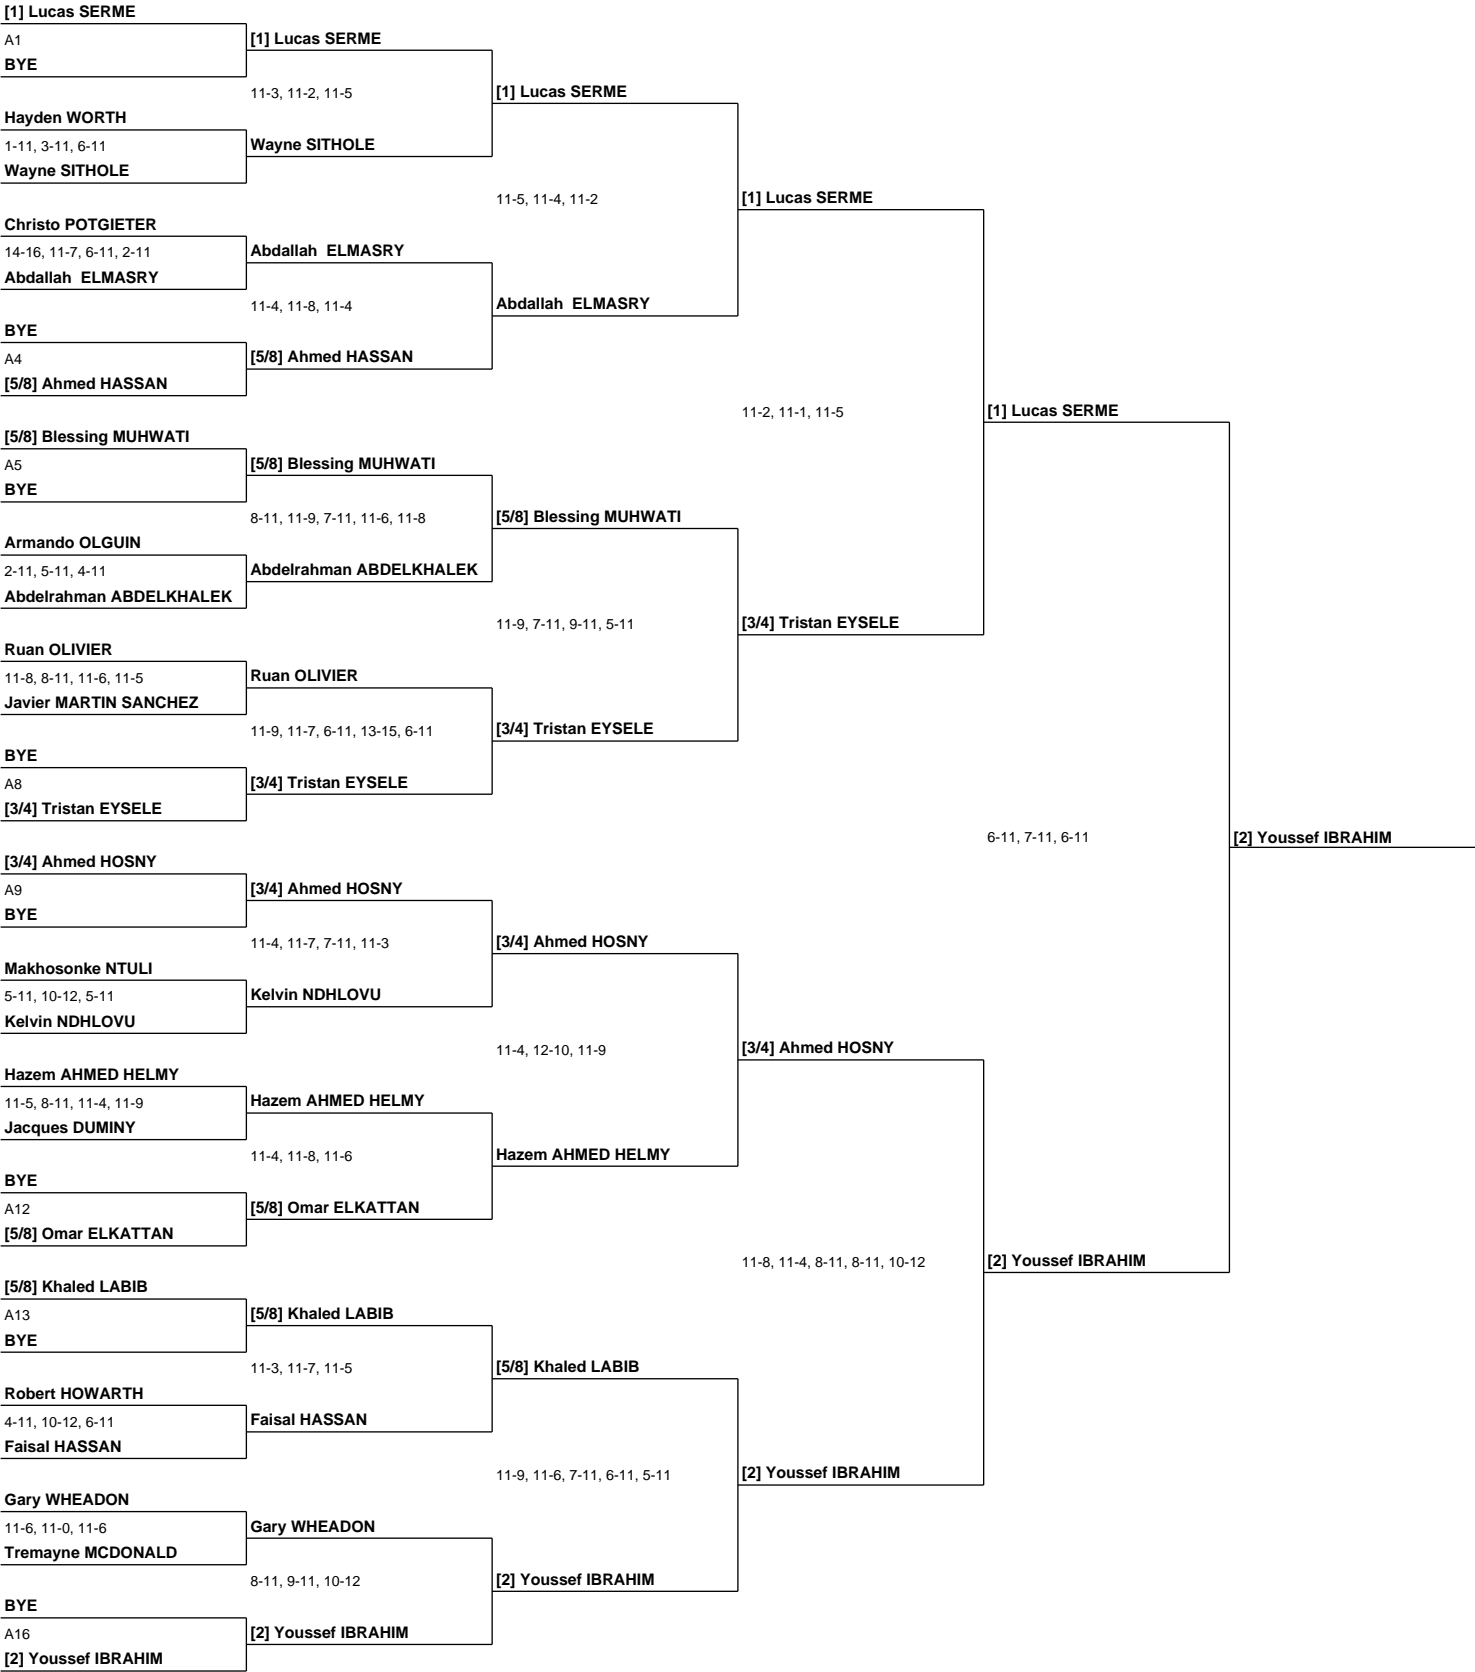 [1] Lucas SERME
A1
BYE
Hayden WORTH
1-11, 3-11, 6-11
Wayne SITHOLE
Christo POTGIETER
14-16, 11-7, 6-11, 2-11
Abdallah  ELMASRY
BYE
A4
[5/8] Ahmed HASSAN
[5/8] Blessing MUHWATI
A5
BYE
Armando OLGUIN
2-11, 5-11, 4-11
Abdelrahman ABDELKHALEK
Ruan OLIVIER
11-8, 8-11, 11-6, 11-5
Javier MARTIN SANCHEZ
BYE
A8
[3/4] Tristan EYSELE
[3/4] Ahmed HOSNY
A9
BYE
Makhosonke NTULI
5-11, 10-12, 5-11
Kelvin NDHLOVU
Hazem AHMED HELMY
11-5, 8-11, 11-4, 11-9
Jacques DUMINY
BYE
A12
[5/8] Omar ELKATTAN
[5/8] Khaled LABIB
A13
BYE
Robert HOWARTH
4-11, 10-12, 6-11
Faisal HASSAN
Gary WHEADON
11-6, 11-0, 11-6
Tremayne MCDONALD
BYE
A16
[2] Youssef IBRAHIM
[1] Lucas SERME
11-3, 11-2, 11-5
Wayne SITHOLE
Abdallah  ELMASRY
11-4, 11-8, 11-4
[5/8] Ahmed HASSAN
[5/8] Blessing MUHWATI
8-11, 11-9, 7-11, 11-6, 11-8
Abdelrahman ABDELKHALEK
Ruan OLIVIER
11-9, 11-7, 6-11, 13-15, 6-11
[3/4] Tristan EYSELE
[3/4] Ahmed HOSNY
11-4, 11-7, 7-11, 11-3
Kelvin NDHLOVU
Hazem AHMED HELMY
11-4, 11-8, 11-6
[5/8] Omar ELKATTAN
[5/8] Khaled LABIB
11-3, 11-7, 11-5
Faisal HASSAN
Gary WHEADON
8-11, 9-11, 10-12
[2] Youssef IBRAHIM
[1] Lucas SERME
11-5, 11-4, 11-2
Abdallah  ELMASRY
[5/8] Blessing MUHWATI
11-9, 7-11, 9-11, 5-11
[3/4] Tristan EYSELE
[3/4] Ahmed HOSNY
11-4, 12-10, 11-9
Hazem AHMED HELMY
[5/8] Khaled LABIB
11-9, 11-6, 7-11, 6-11, 5-11
[2] Youssef IBRAHIM
[1] Lucas SERME
11-2, 11-1, 11-5
[3/4] Tristan EYSELE
[3/4] Ahmed HOSNY
11-8, 11-4, 8-11, 8-11, 10-12
[2] Youssef IBRAHIM
[1] Lucas SERME
6-11, 7-11, 6-11
[2] Youssef IBRAHIM
[2] Youssef IBRAHIM